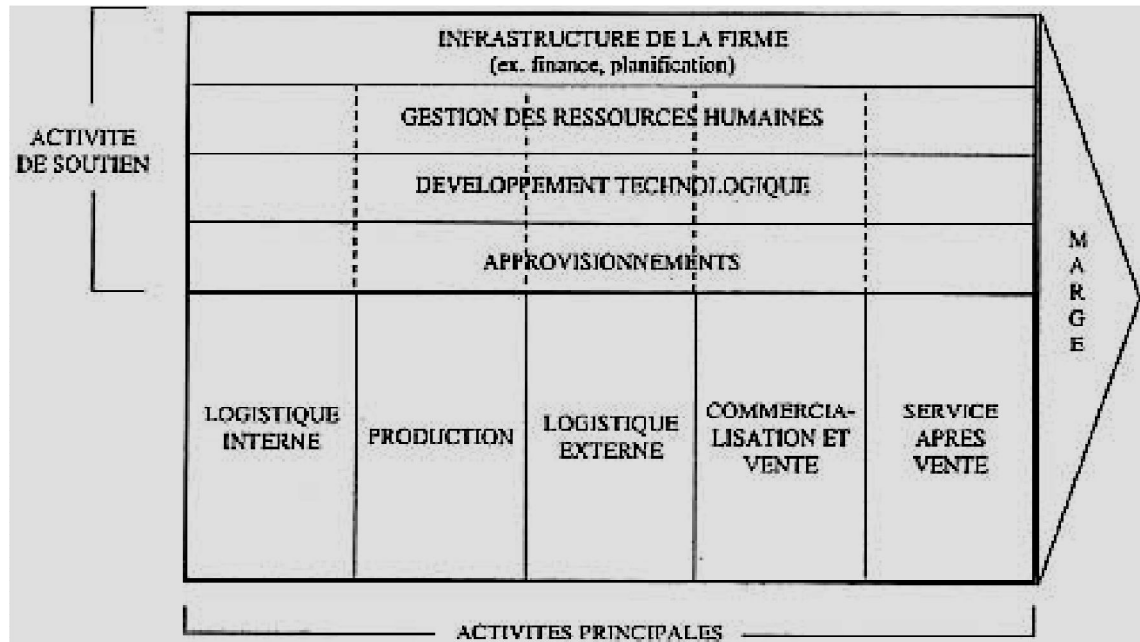 INFRASTRUCTURE DE LA FIRME
(ex. finance, planification)
ACTIVITE
DE SOUTIEN
GESTION DES RESSOURCES HUMAINES
DEVELOPPEMENT TECHNOLOGIQUE
APPROVISIONNEMENTS
LOGISTIQUE
INTERNE
PRODUCTION
LOGISTIQUE
EXTERNE
COMMERCIA-
LISATION ET
VENTE
SERVICE
APRES
VENTE
M
A
R
G
E
ACTIVITES PRINCIPALES